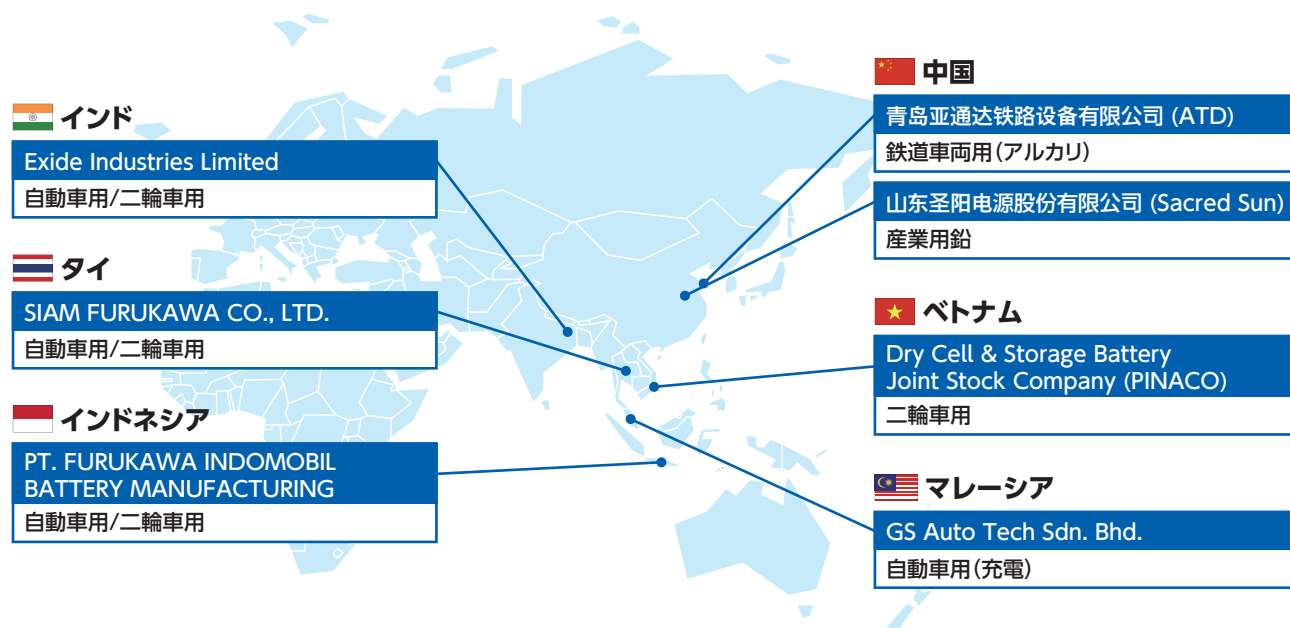 インド
Exide Industries Limited
自動車用/二輪車用
タイ
SIAM FURUKAWA CO., LTD.
自動車用/二輪車用
インドネシア
PT. FURUKAWA INDOMOBIL
BATTERY MANUFACTURING
自動車用/二輪車用
中国
青岛亚通达铁路设备有限公司 (ATD)
鉄道車両用(アルカリ)
山东圣阳电源股份有限公司 (Sacred Sun)
産業用鉛
ベトナム
Dry Cell & Storage Battery
Joint Stock Company (PINACO)
二輪車用
マレーシア
GS Auto Tech Sdn. Bhd.
自動車用(充電)